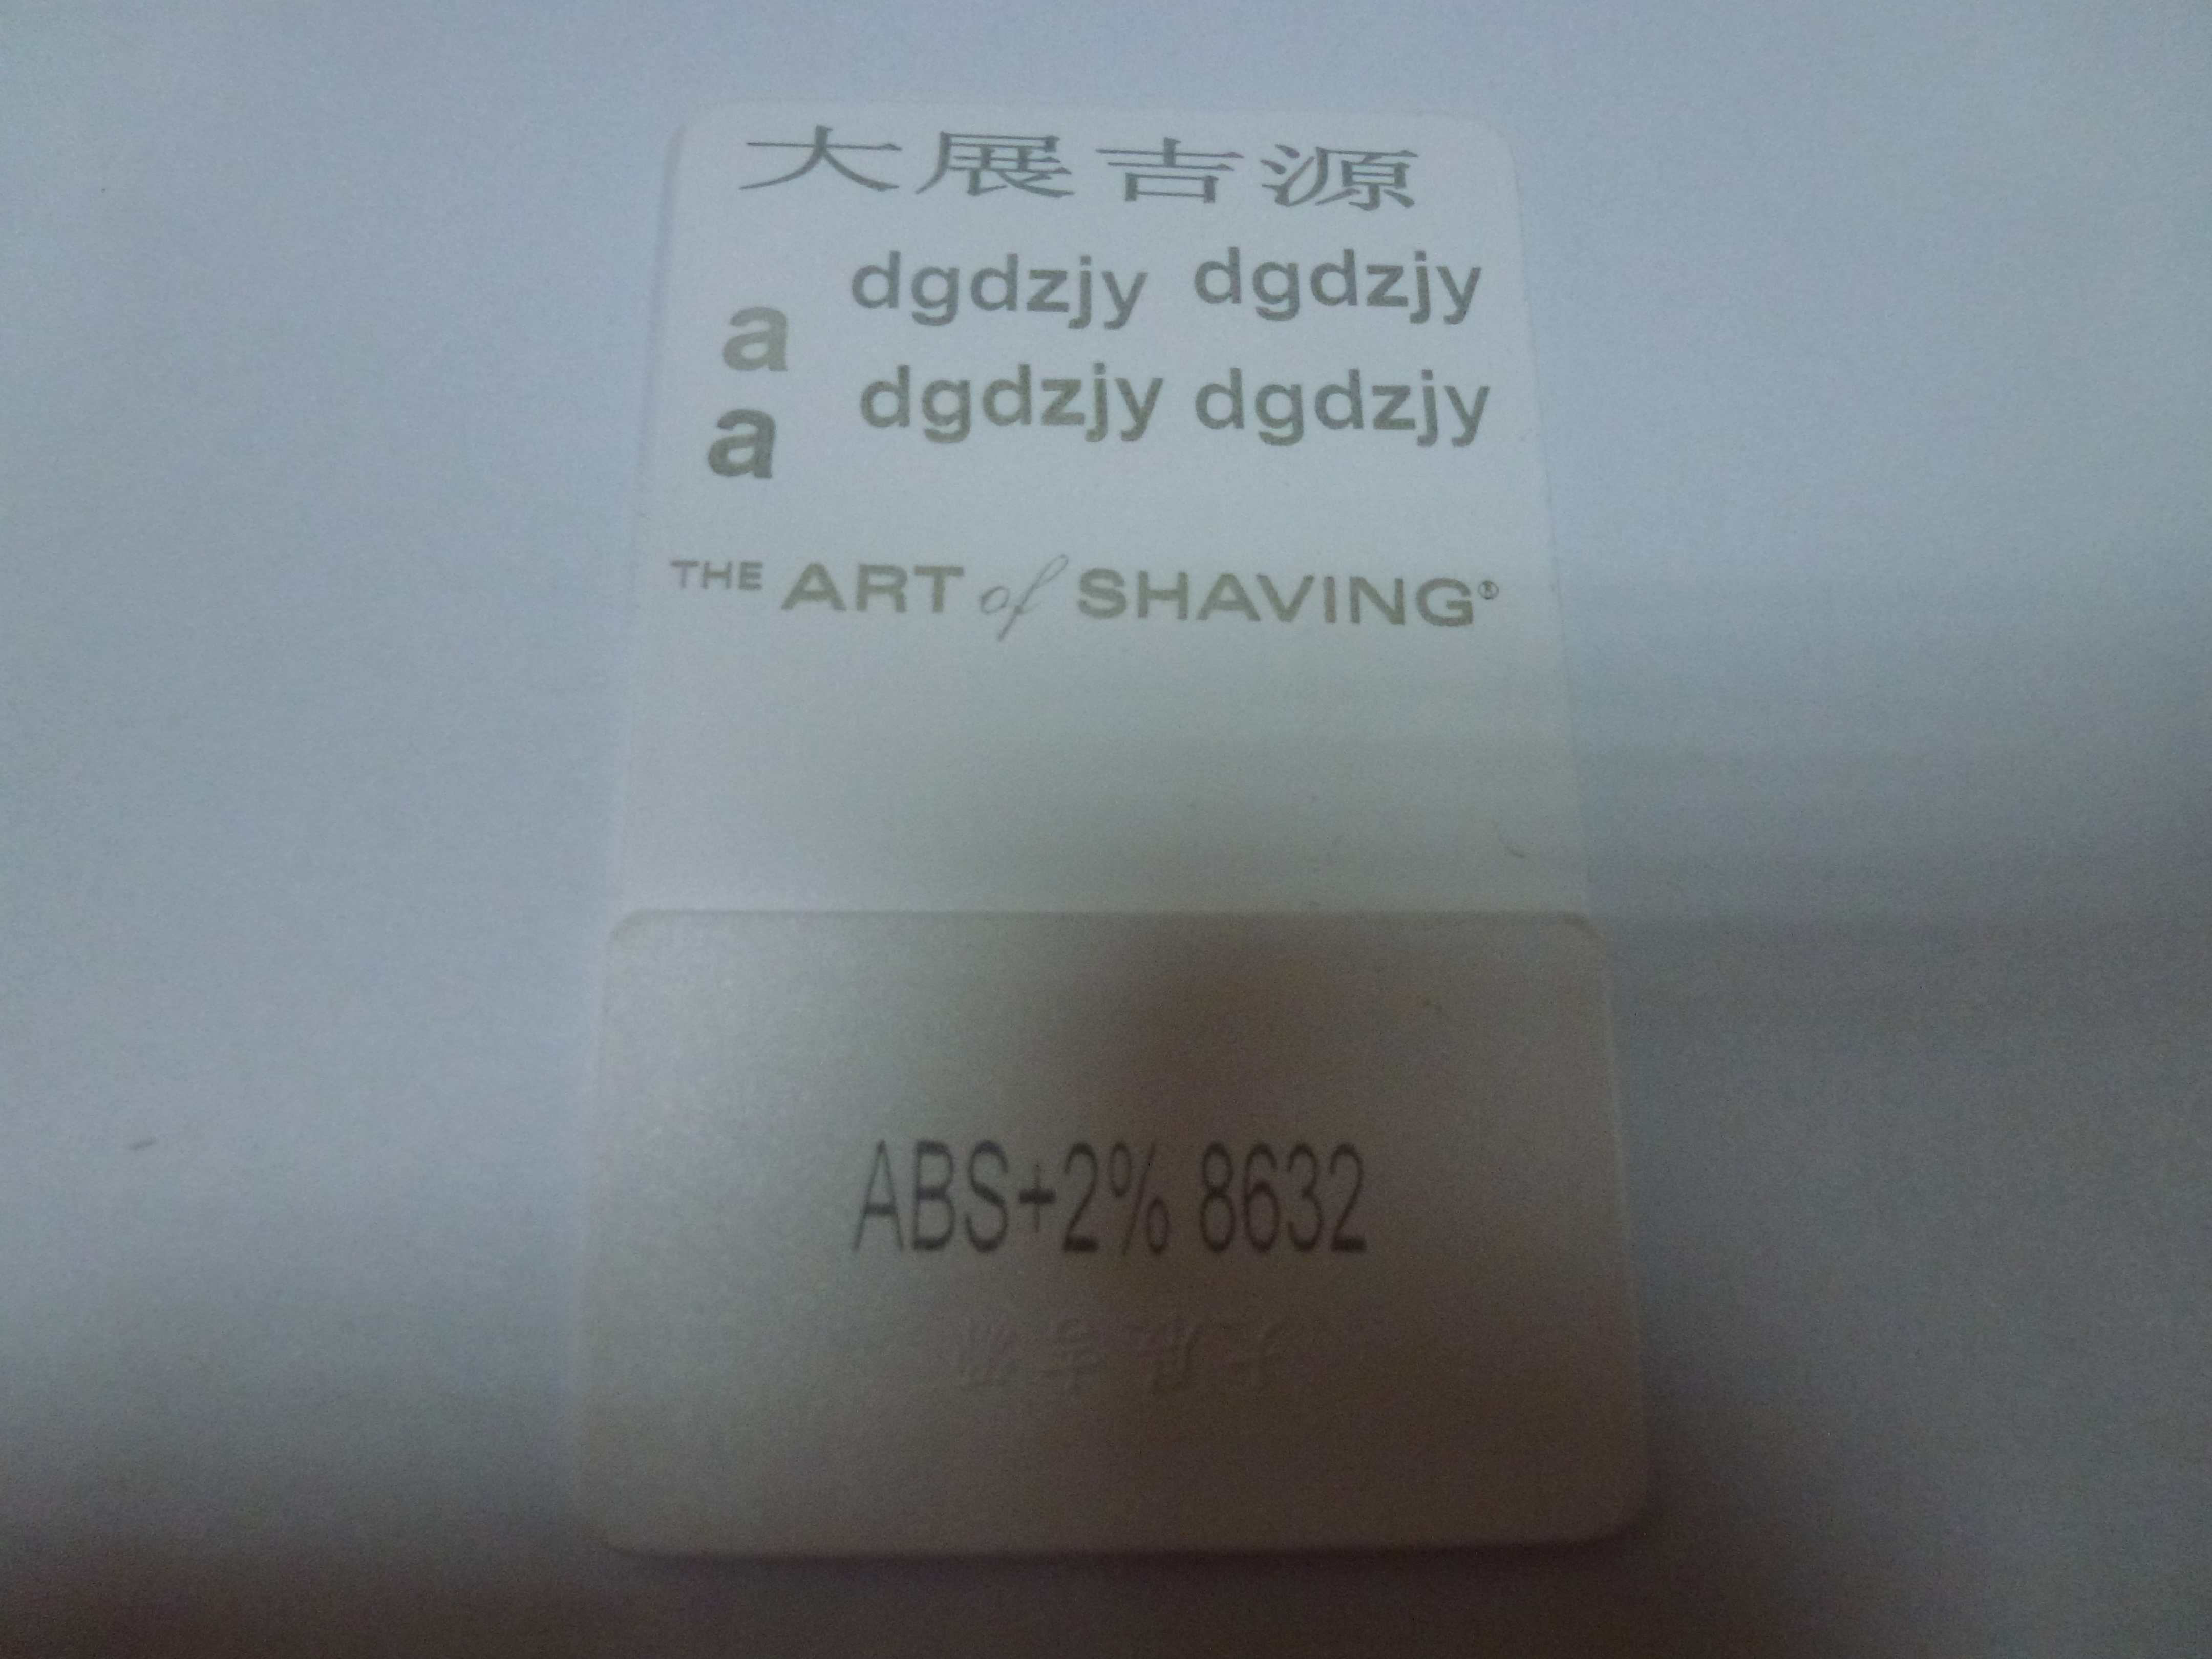 大展吉源
dgdzjy dgdzjy
a
dgdzjy dgdzjy
a
THE ART of SHAVING®
ABS+2% 8632